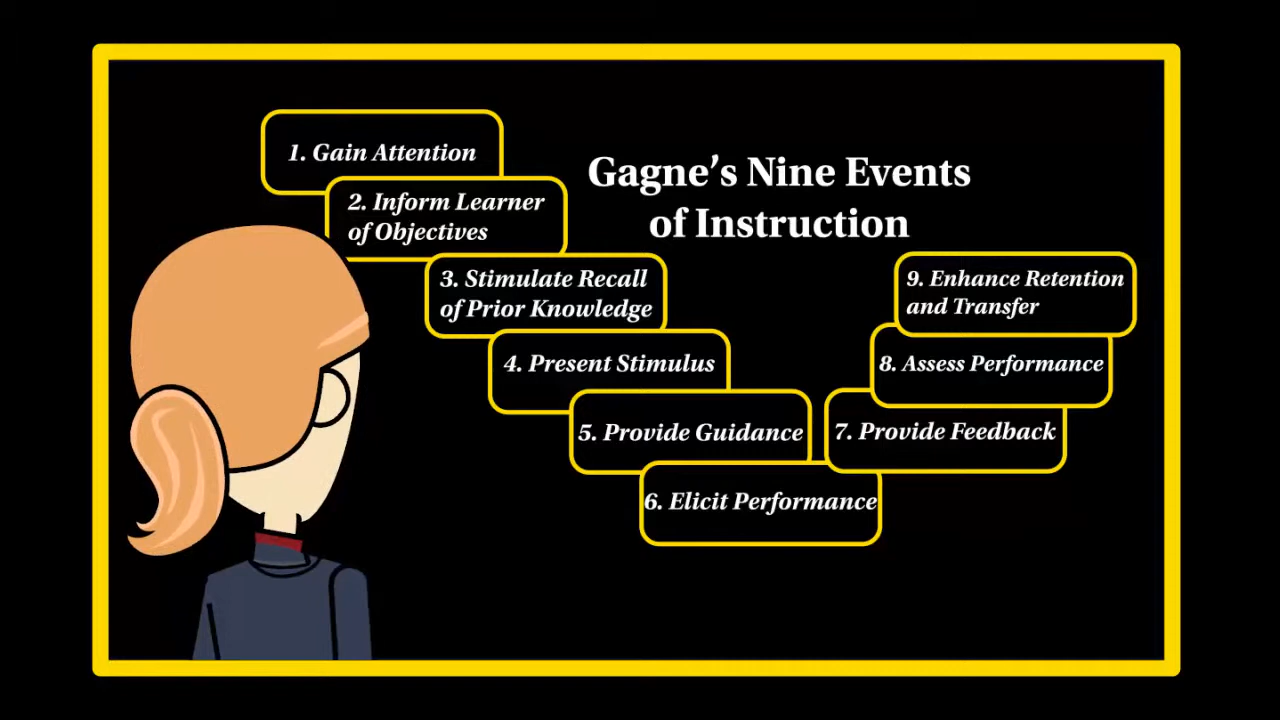 Gagne’s Nine Events
of Instruction
1. Gain Attention
2. Inform Learner
of Objectives
3. Stimulate Recall
of Prior Knowledge
4. Present Stimulus
5. Provide Guidance
6. Elicit Performance
7. Provide Feedback
8. Assess Performance
9. Enhance Retention
and Transfer